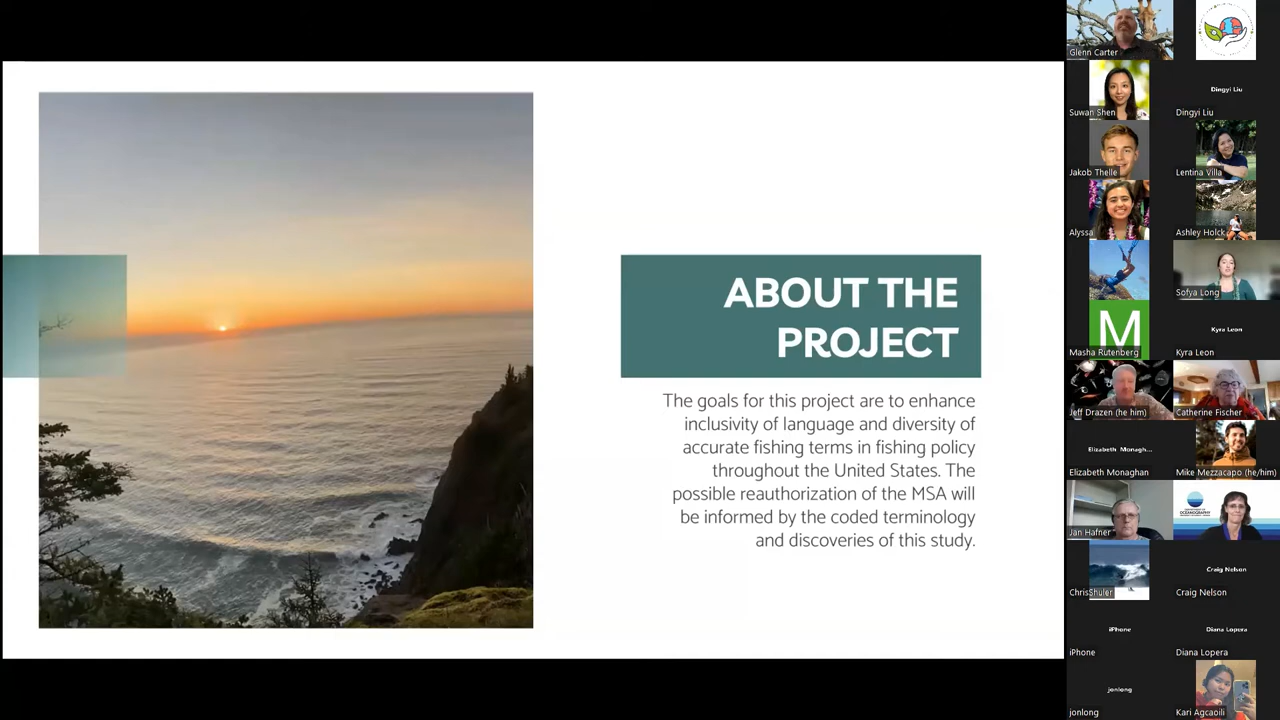 ABOUT THE
PROJECT
The goals for this project are to enhance
inclusivity of language and diversity of
accurate fishing terms in fishing policy
throughout the United States. The
possible reauthorization of the MSA will
be informed by the coded terminology
and discoveries of this study.
Glenn Carter
Suwan Shen
Dingyi Liu
Dingyi Liu
Jakob Thelle
Lentina Villa
Alyssa
Ashley Holck
Sofya Long
M
Masha Rutenberg
Kyra Leon
Kyra Leon
Jeff Drazen (he him)
Catherine Fischer
Elizabeth Monagh...
Elizabeth Monaghan
Mike Mezzacapo (he/him)
Jan Hafner
DEPARTMENT OF
OCEANOGRAPHY
ChrisShuler
Craig Nelson
Craig Nelson
iPhone
iPhone
Diana Lopera
Diana Lopera
jonlong
jonlong
Kari Agcaoili